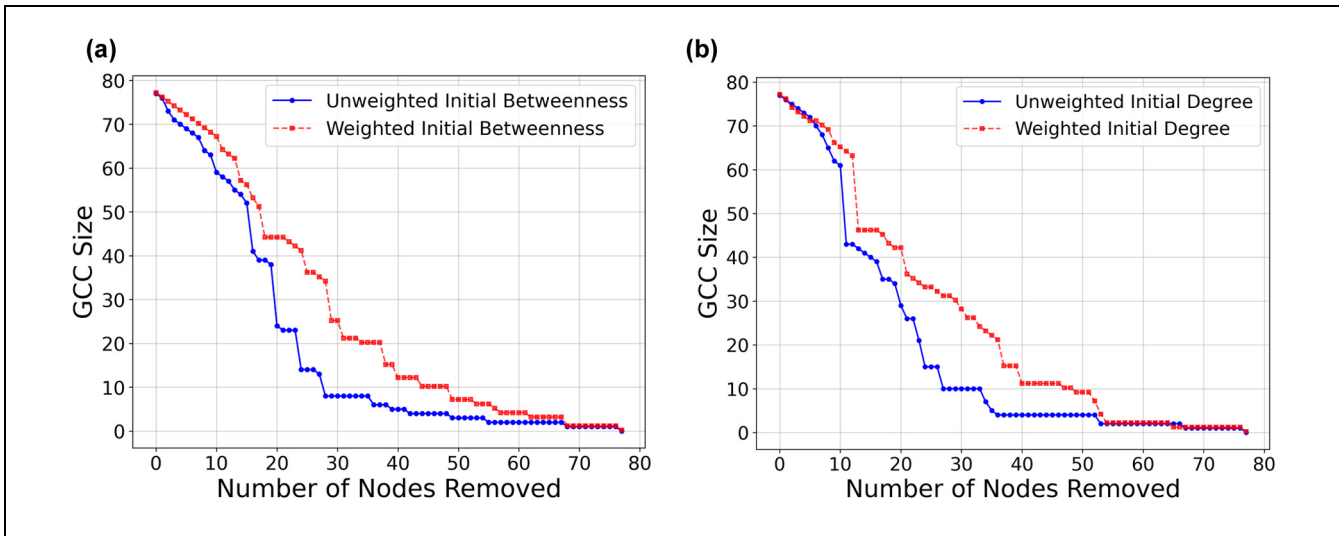 (a)
80
70
60
50
40
30
20
10
0
GCC Size
Unweighted Initial Betweenness
Weighted Initial Betweenness
0 10 20 30 40 50 60 70 80
Number of Nodes Removed
(b)
80
70
60
50
40
30
20
10
0
GCC Size
Unweighted Initial Degree
Weighted Initial Degree
0 10 20 30 40 50 60 70 80
Number of Nodes Removed